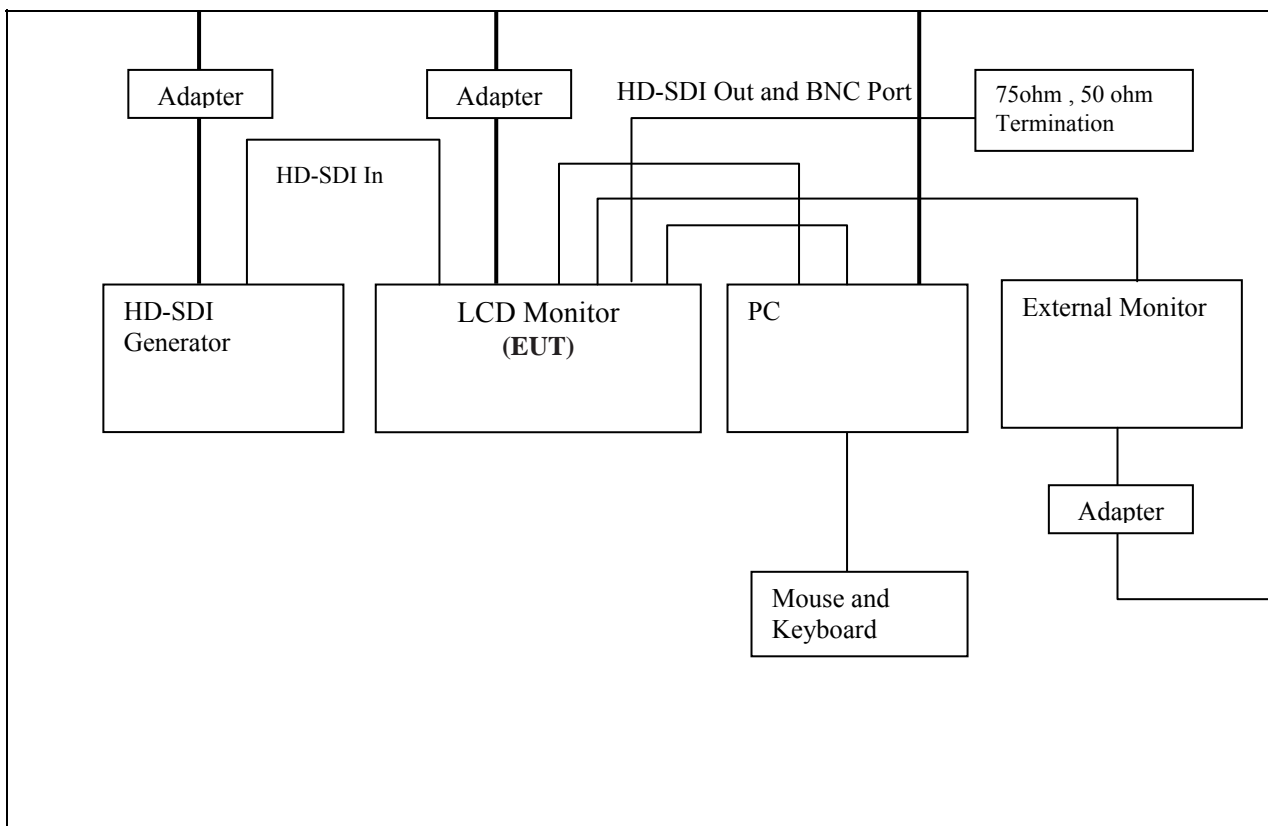 Adapter
Adapter
HD-SDI Out and BNC Port
75ohm , 50 ohm
Termination
HD-SDI In
HD-SDI
Generator
LCD Monitor
(EUT)
PC
External Monitor
Adapter
Mouse and
Keyboard